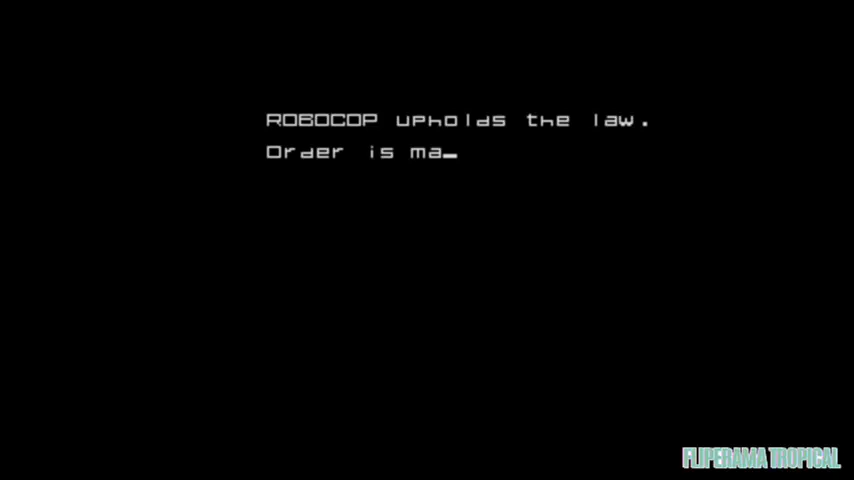 ROBOCOP upholds the law.
Order is ma_
FLIPERAMA TROPICAL